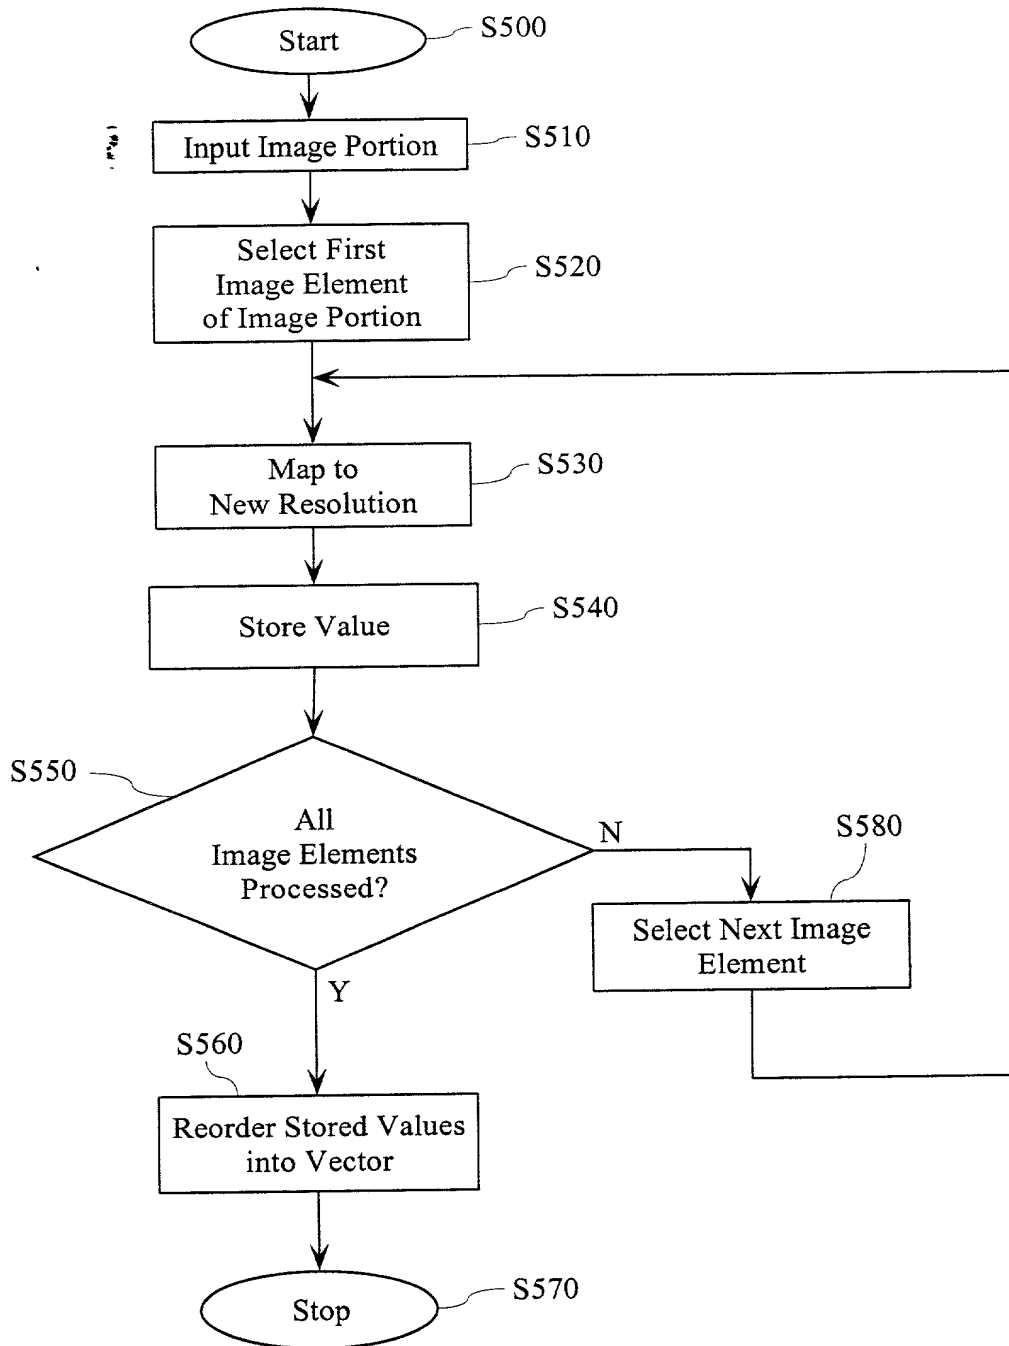 Start
S500
Input Image Portion
S510
Select First
Image Element
of Image Portion
S520
Map to
New Resolution
S530
Store Value
S540
S550
All
Image Elements
Processed?
N
S580
Select Next Image
Element
Y
S560
Reorder Stored Values
into Vector
Stop
S570